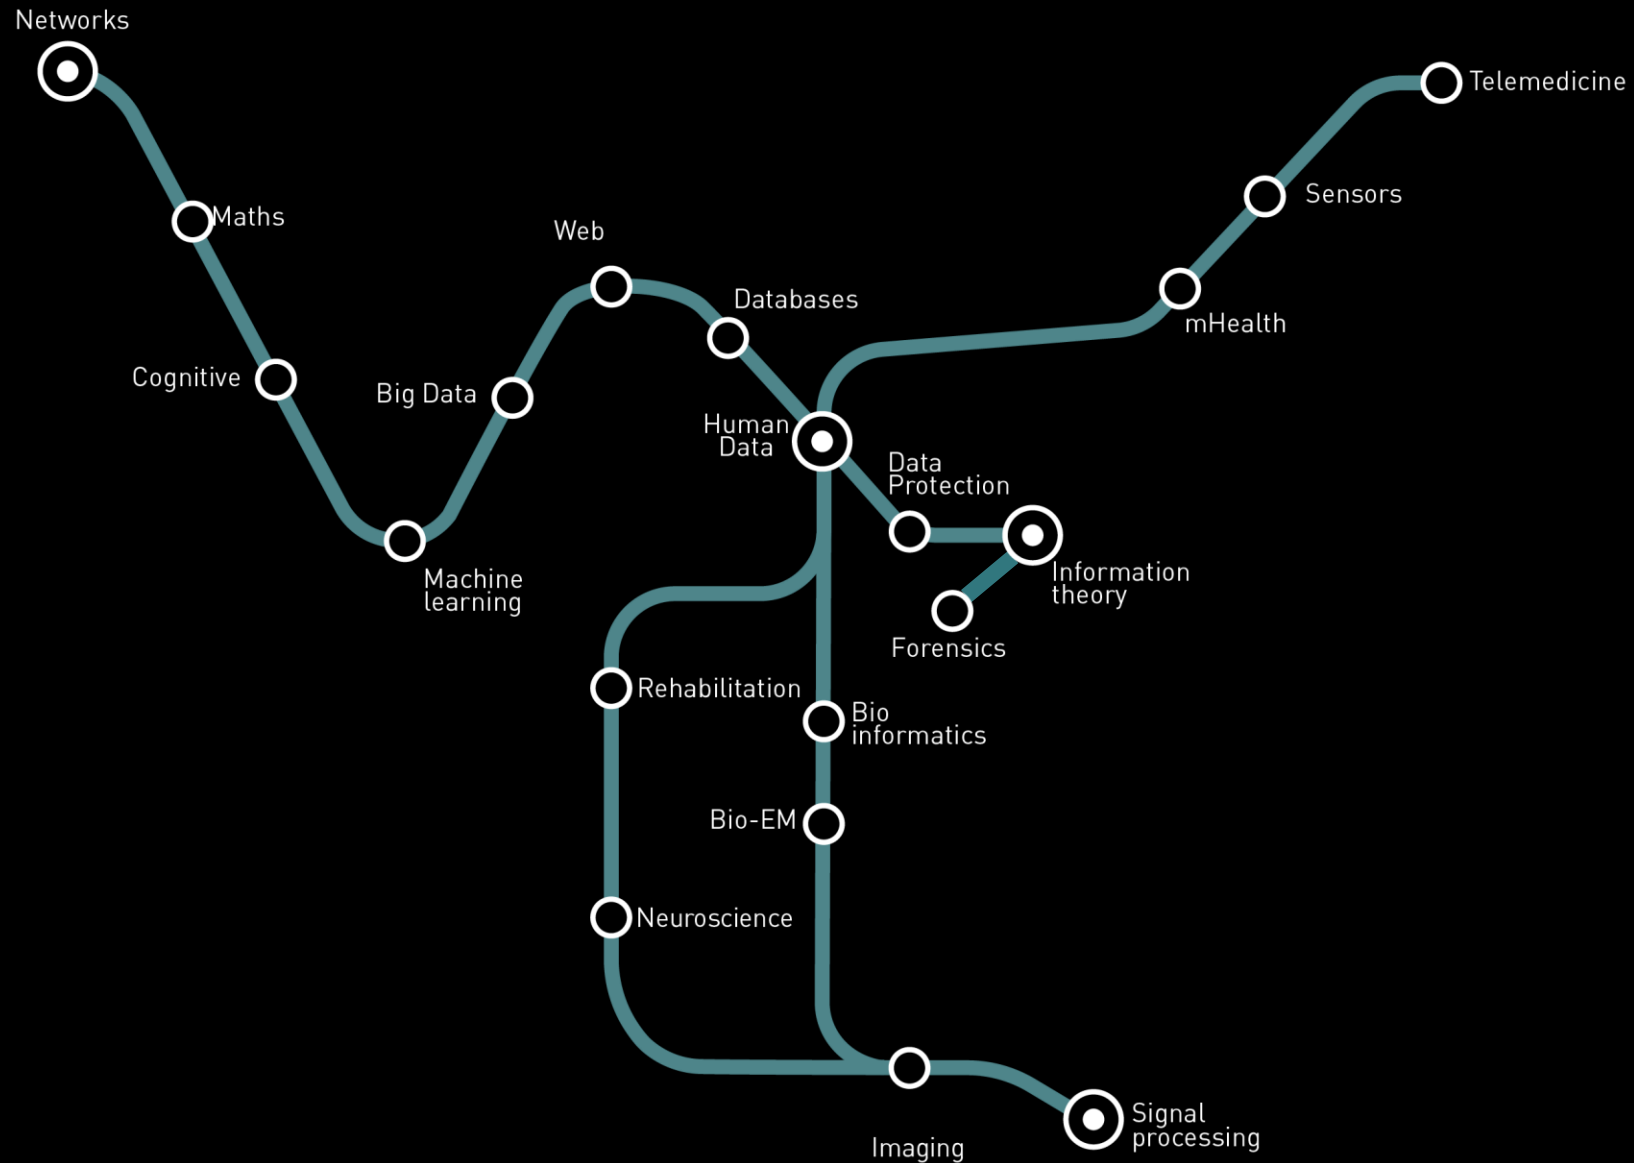 Networks
Telemedicine
Sensors
Maths
Web
Databases
mHealth
Cognitive
Big Data
Human
Data
Data
Protection
Machine
learning
Information
theory
Forensics
Rehabilitation
Bio
informatics
Bio-EM
Neuroscience
Signal
processing
Imaging